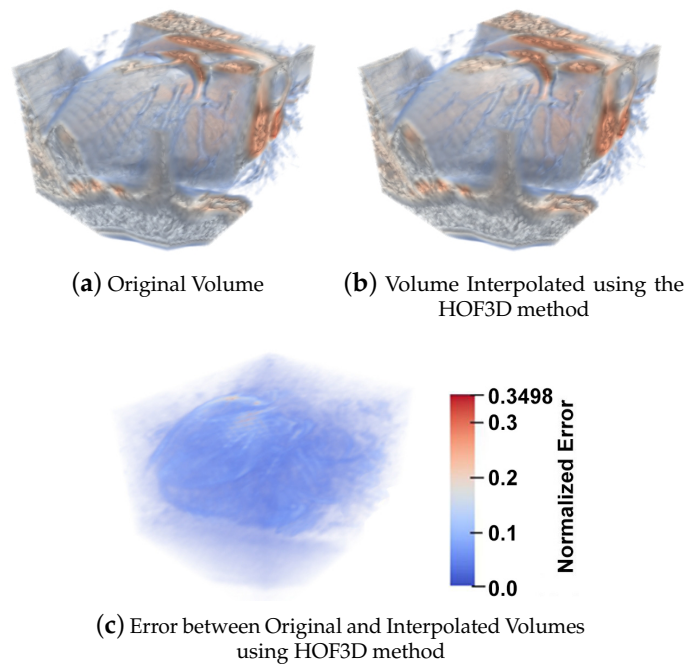 (a) Original Volume
(b) Volume Interpolated using the
HOF3D method
0.3498
0.3
0.2
0.1
0.0
Normalized Error
(c) Error between Original and Interpolated Volumes
using HOF3D method